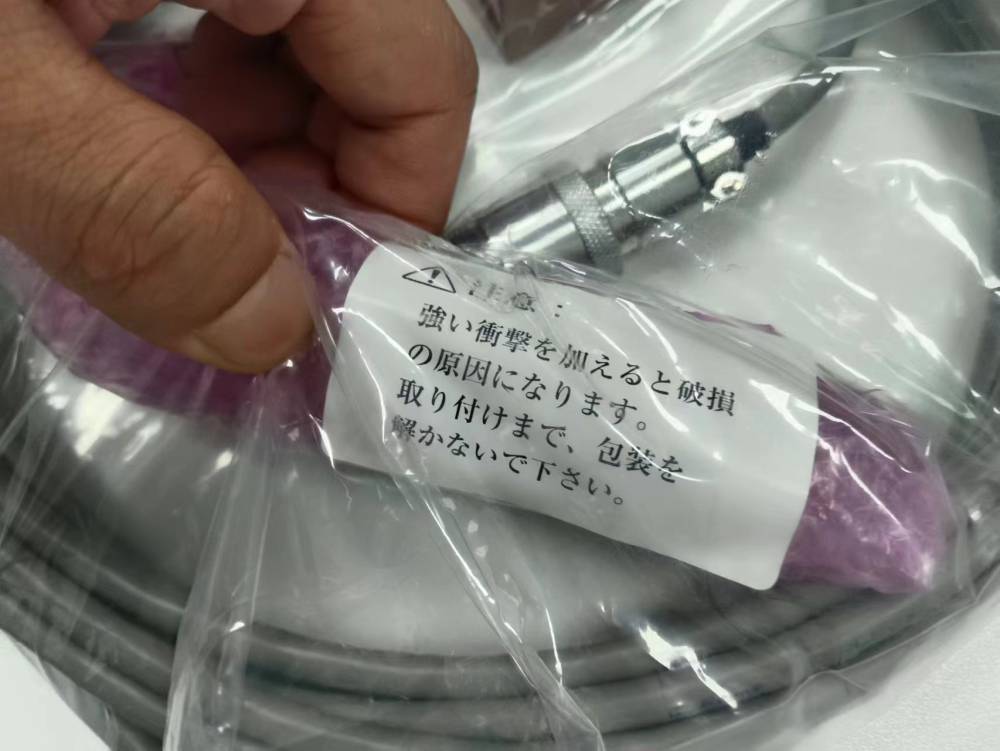 ⚠ 注意：
強い衝撃を加えると破損
の原因になります。
取り付けまで、包装を
解かないで下さい。